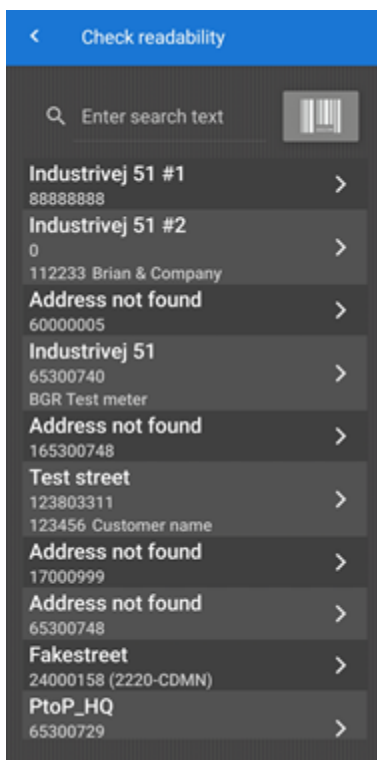 Check readability
Enter search text
Industrivej 51 #1
88888888
Industrivej 51 #2
0
112233 Brian & Company
Address not found
60000005
Industrivej 51
65300740
BGR Test meter
Address not found
165300748
Test street
123803311
123456 Customer name
Address not found
17000999
Address not found
65300748
Fakestreet
24000158 (2220-CDMN)
PtoP_HQ
65300729